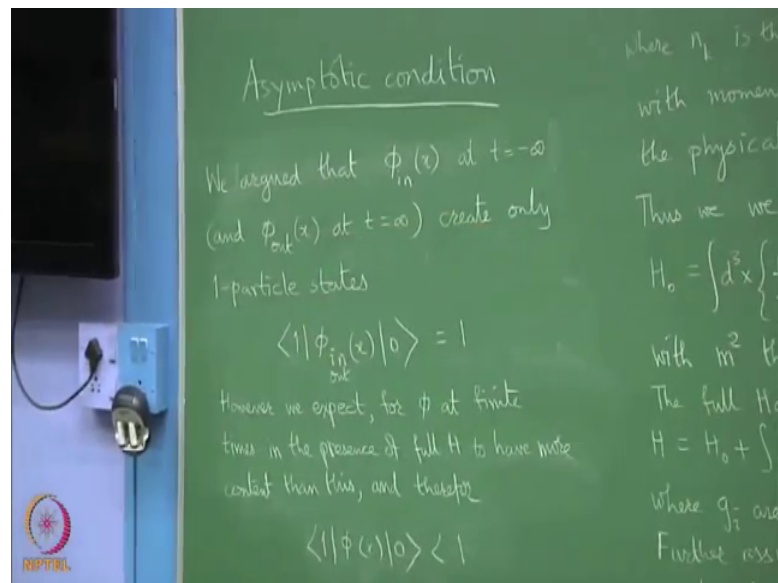 Asymptotic condition
We argued that ϕ_in(x) at t=-∞
(and ϕ_out(x) at t=∞) create only
1-particle states
⟨1|ϕ_in out(x)|0⟩ = 1
However we expect, for ϕ at finite
times in the presence of full H to have more
content than this, and therefor
⟨1|ϕ(x)|0⟩ < 1
where n_k is th
with momen
the physica
Thus we we
H₀ = ∫d³x {
with m² th
The full H
H = H₀ + ∫
where g_i are
Further ass
NPTEL